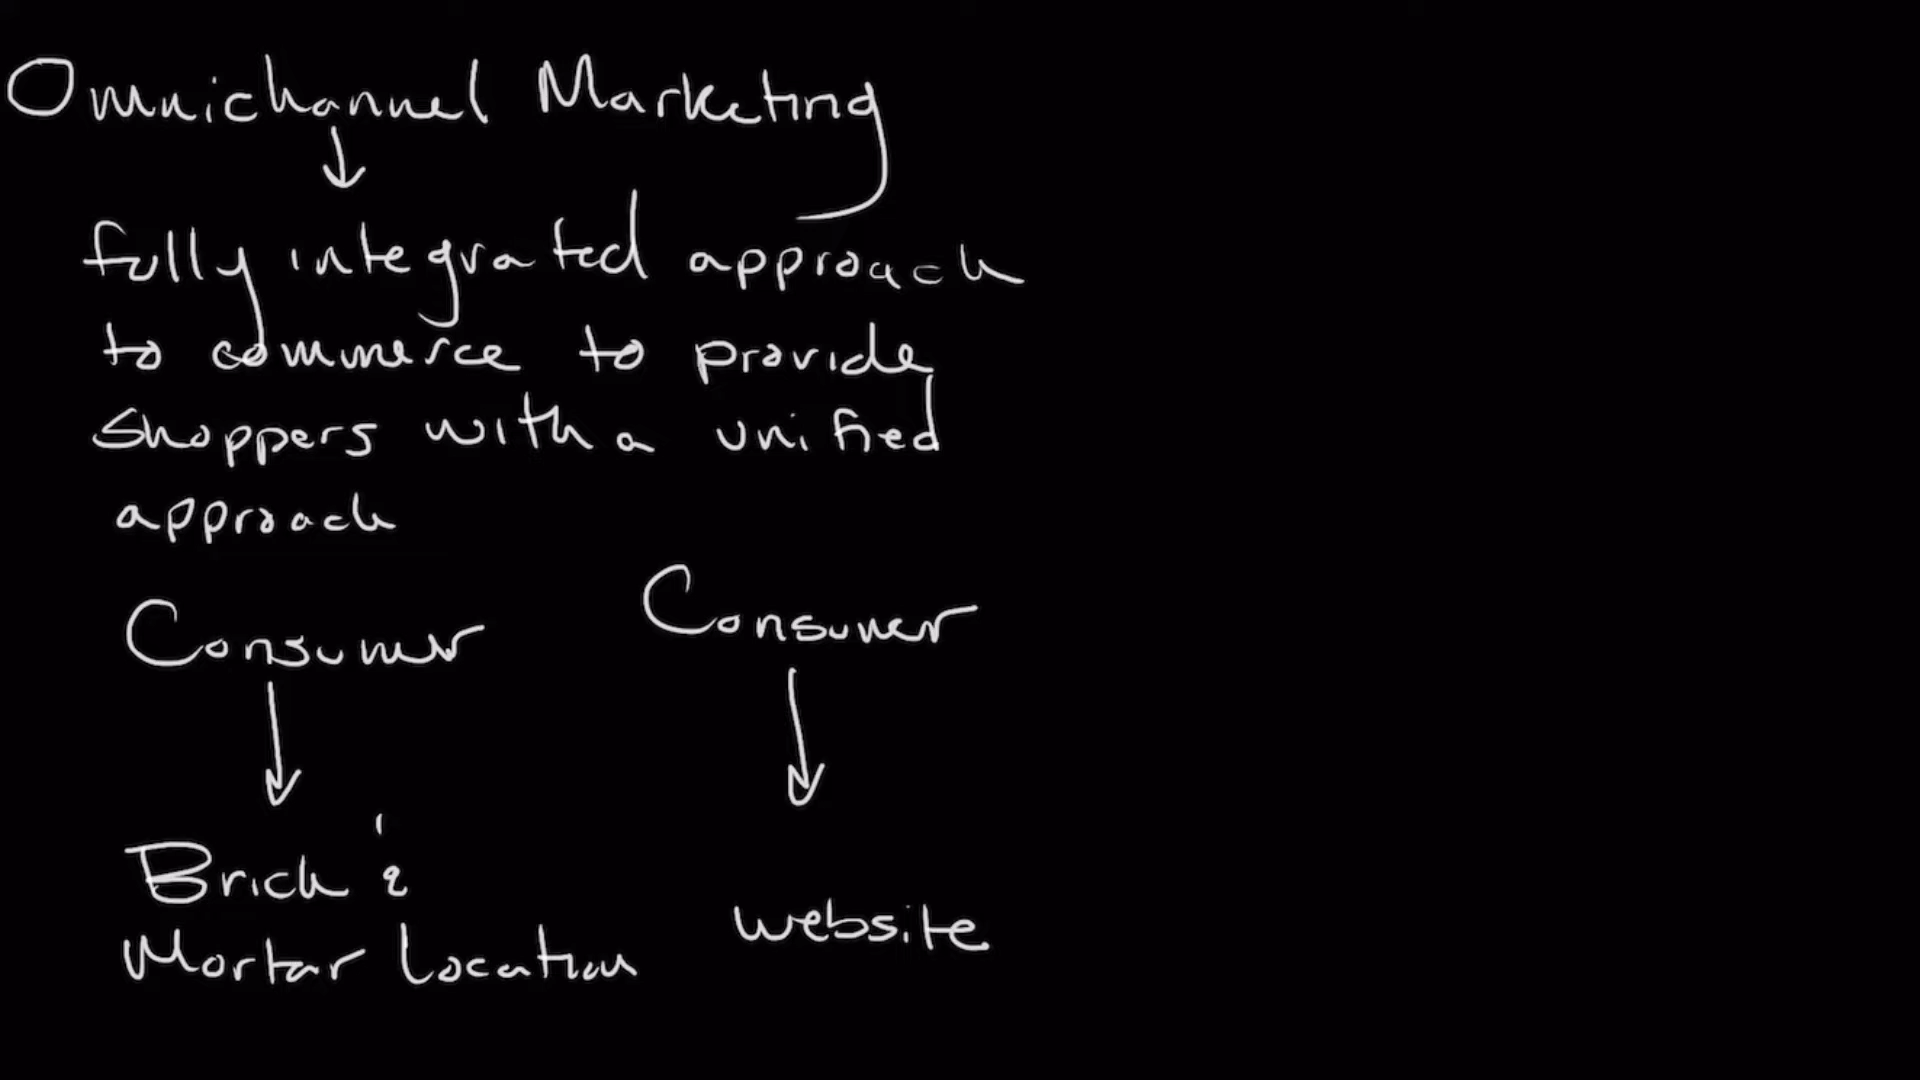 Omnichannel Marketing
fully integrated approach
to commerce to provide
shoppers with a unified
approach
Consumer Consumer
Brick &
Mortar Location website